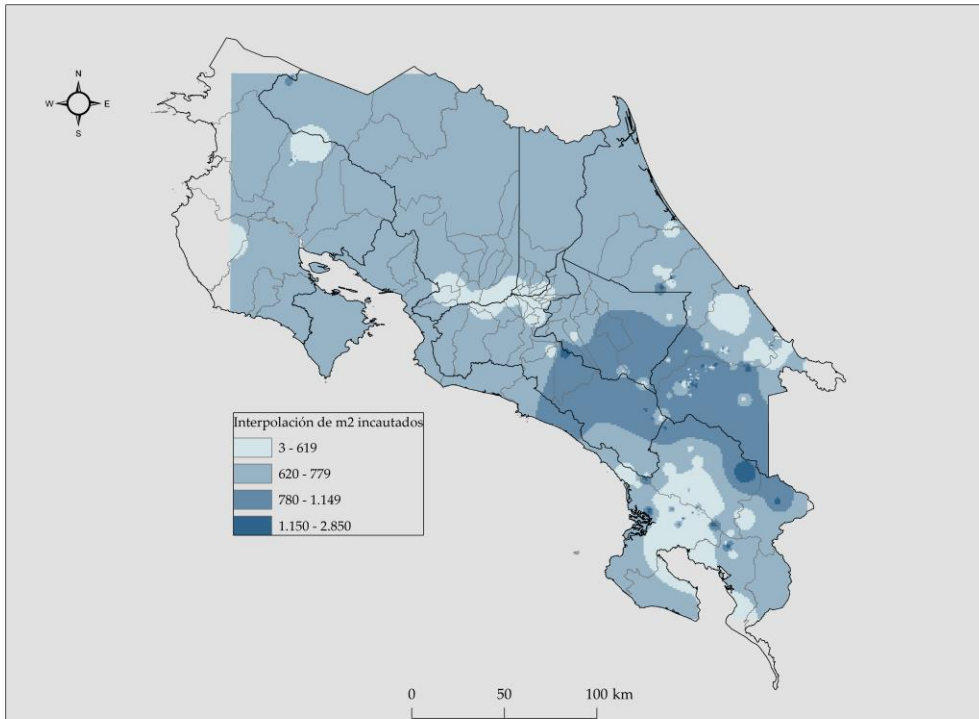 N
W E
S
Interpolación de m2 incautados
3 - 619
620 - 779
780 - 1.149
1.150 - 2.850
0 50 100 km